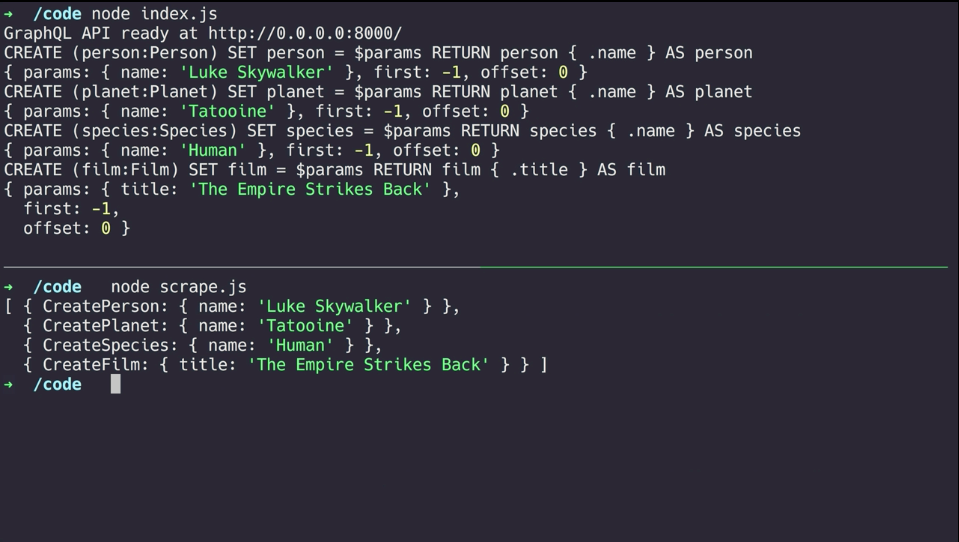 → /code node index.js
GraphQL API ready at http://0.0.0.0:8000/
CREATE (person:Person) SET person = $params RETURN person { .name } AS person
{ params: { name: 'Luke Skywalker' }, first: -1, offset: 0 }
CREATE (planet:Planet) SET planet = $params RETURN planet { .name } AS planet
{ params: { name: 'Tatooine' }, first: -1, offset: 0 }
CREATE (species:Species) SET species = $params RETURN species { .name } AS species
{ params: { name: 'Human' }, first: -1, offset: 0 }
CREATE (film:Film) SET film = $params RETURN film { .title } AS film
{ params: { title: 'The Empire Strikes Back' },
  first: -1,
  offset: 0 }
→ /code node scrape.js
[ { CreatePerson: { name: 'Luke Skywalker' } },
  { CreatePlanet: { name: 'Tatooine' } },
  { CreateSpecies: { name: 'Human' } },
  { CreateFilm: { title: 'The Empire Strikes Back' } } ]
→ /code